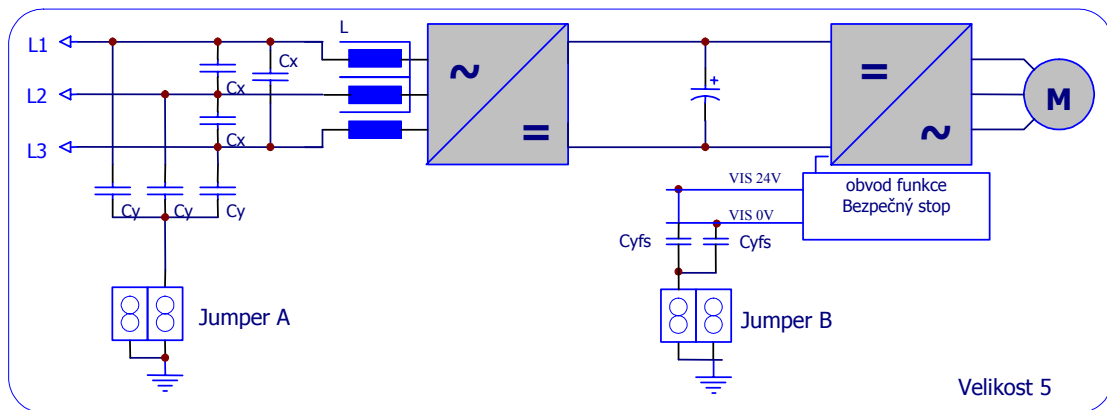 L1
L
Cx
L2
Cx
M
L3
Cx
VIS 24V
obvod funkce
Bezpečný stop
Cy
Cy
Cy
VIS 0V
Cyfs
Cyfs
Jumper A
Jumper B
Velikost 5